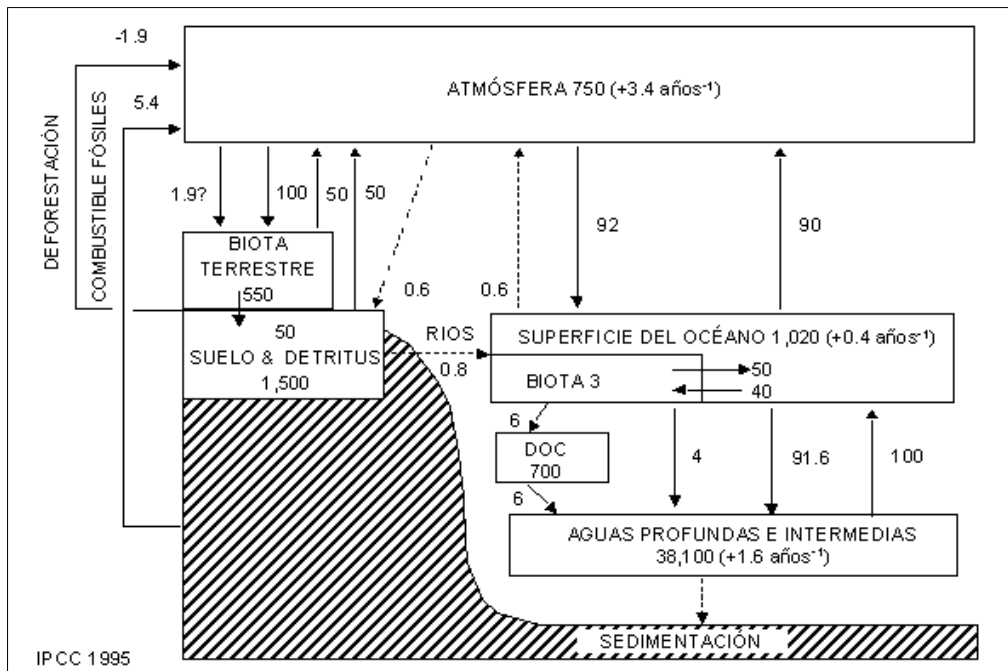 -1.9
ATMÓSFERA 750 (+3.4 años-1)
5.4
DEFORESTACIÓN
COMBUSTIBLE FÓSILES
1.9?
100
50
50
92
90
BIOTA
TERRESTRE
550
0.6
0.6
50
SUELO & DETRITUS
1,500
RIOS
0.8
SUPERFICIE DEL OCÉANO 1,020 (+0.4 años-1)
BIOTA 3
50
40
6
DOC
700
6
4
91.6
100
AGUAS PROFUNDAS E INTERMEDIAS
38,100 (+1.6 años-1)
SEDIMENTACIÓN
IPCC 1995